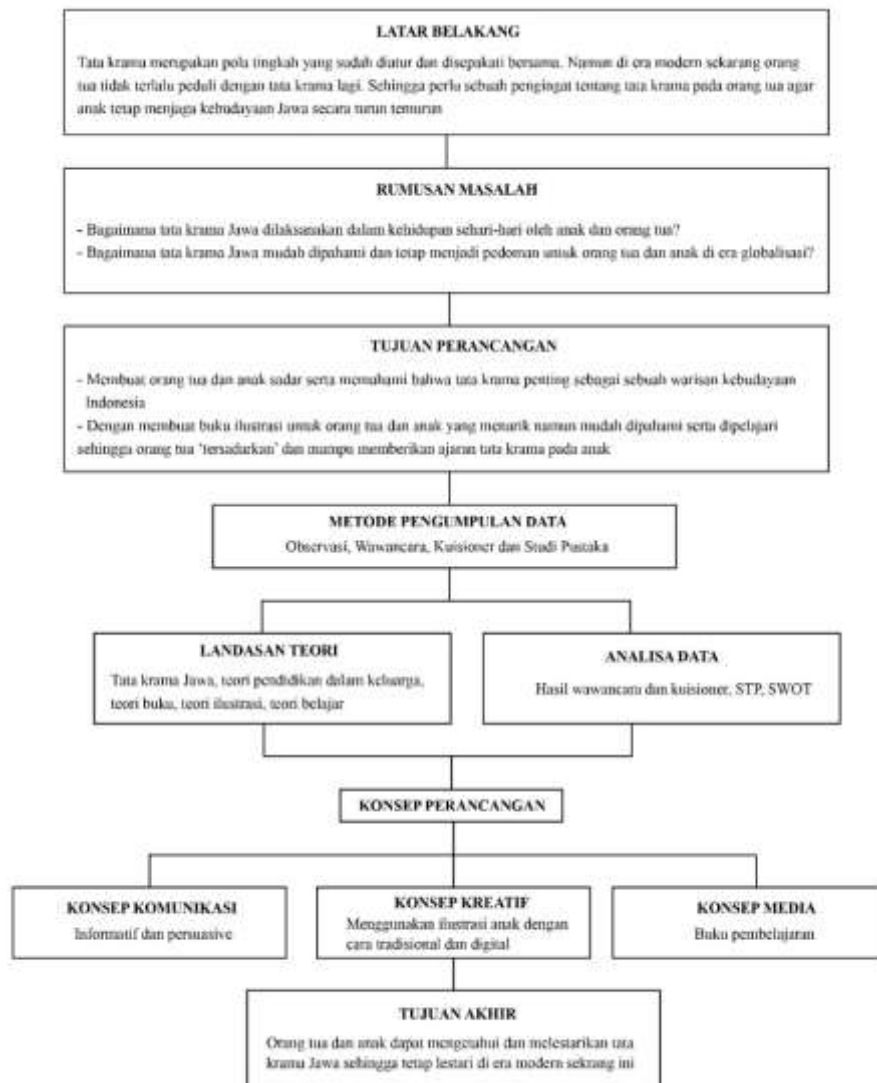 LATAR BELAKANG
Tata krama merupakan pola tingkah yang sudah diatur dan disepakati bersama. Namun di era modern sekarang orang
tua tidak terlalu peduli dengan tata krama lagi. Sehingga perlu sebuah pengingat tentang tata krama pada orang tua agar
anak tetap menjaga kebudayaan Jawa secara turun temurun
RUMUSAN MASALAH
- Bagaimana tata krama Jawa dilaksanakan dalam kehidupan sehari-hari oleh anak dan orang tua?
- Bagaimana tata krama Jawa mudah dipahami dan tetap menjadi pedoman untuk orang tua dan anak di era globalisasi?
TUJUAN PERANCANGAN
- Membuat orang tua dan anak sadar serta memahami bahwa tata krama penting sebagai sebuah warisan kebudayaan
Indonesia
- Dengan membuat buku ilustrasi untuk orang tua dan anak yang menarik namun mudah dipahami serta dipelajari
sehingga orang tua 'tersadarkan' dan mampu memberikan ajaran tata krama pada anak
METODE PENGUMPULAN DATA
Observasi, Wawancara, Kuisioner dan Studi Pustaka
LANDASAN TEORI
Tata krama Jawa, teori pendidikan dalam keluarga,
teori buku, teori ilustrasi, teori belajar
ANALISA DATA
Hasil wawancara dan kuisioner, STP, SWOT
KONSEP PERANCANGAN
KONSEP KOMUNIKASI
Informatif dan persuasive
KONSEP KREATIF
Menggunakan ilustrasi anak dengan
cara tradisional dan digital
KONSEP MEDIA
Buku pembelajaran
TUJUAN AKHIR
Orang tua dan anak dapat mengetahui dan melestarikan tata
krama Jawa sehingga tetap lestari di era modern sekrang ini